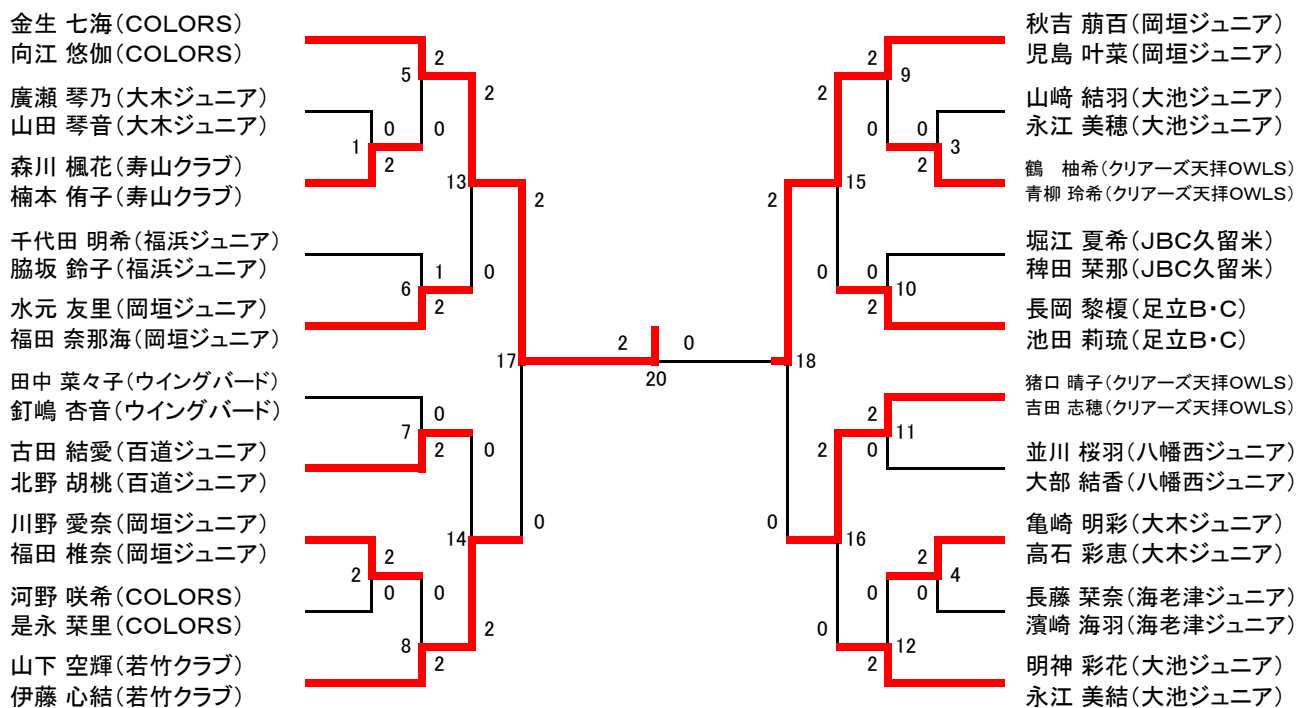 金生 七海(COLORS)
向江 悠伽(COLORS)
廣瀬 琴乃(大木ジュニア)
山田 琴音(大木ジュニア)
森川 楓花(寿山クラブ)
楠本 侑子(寿山クラブ)
千代田 明希(福浜ジュニア)
脇坂 鈴子(福浜ジュニア)
水元 友里(岡垣ジュニア)
福田 奈那海(岡垣ジュニア)
田中 菜々子(ウイングバード)
釘嶋 杏音(ウイングバード)
古田 結愛(百道ジュニア)
北野 胡桃(百道ジュニア)
川野 愛奈(岡垣ジュニア)
福田 椎奈(岡垣ジュニア)
河野 咲希(COLORS)
是永 栞里(COLORS)
山下 空輝(若竹クラブ)
伊藤 心結(若竹クラブ)
0
1
2
2
2
0
2
5
0
1
6
2
0
7
2
0
8
2
2
13
0
0
14
2
2
17
0
2
0
20
2
18
0
2
15
0
2
16
0
2
9
0
0
10
2
2
11
0
0
12
2
0
3
2
2
4
0
秋吉 萠百(岡垣ジュニア)
児島 叶菜(岡垣ジュニア)
山﨑 結羽(大池ジュニア)
永江 美穂(大池ジュニア)
鶴 柚希(クリアーズ天拝OWLS)
青柳 玲希(クリアーズ天拝OWLS)
堀江 夏希(JBC久留米)
稗田 栞那(JBC久留米)
長岡 黎榎(足立B・C)
池田 莉琉(足立B・C)
猪口 晴子(クリアーズ天拝OWLS)
吉田 志穂(クリアーズ天拝OWLS)
並川 桜羽(八幡西ジュニア)
大部 結香(八幡西ジュニア)
亀崎 明彩(大木ジュニア)
高石 彩恵(大木ジュニア)
長藤 栞奈(海老津ジュニア)
濱崎 海羽(海老津ジュニア)
明神 彩花(大池ジュニア)
永江 美結(大池ジュニア)